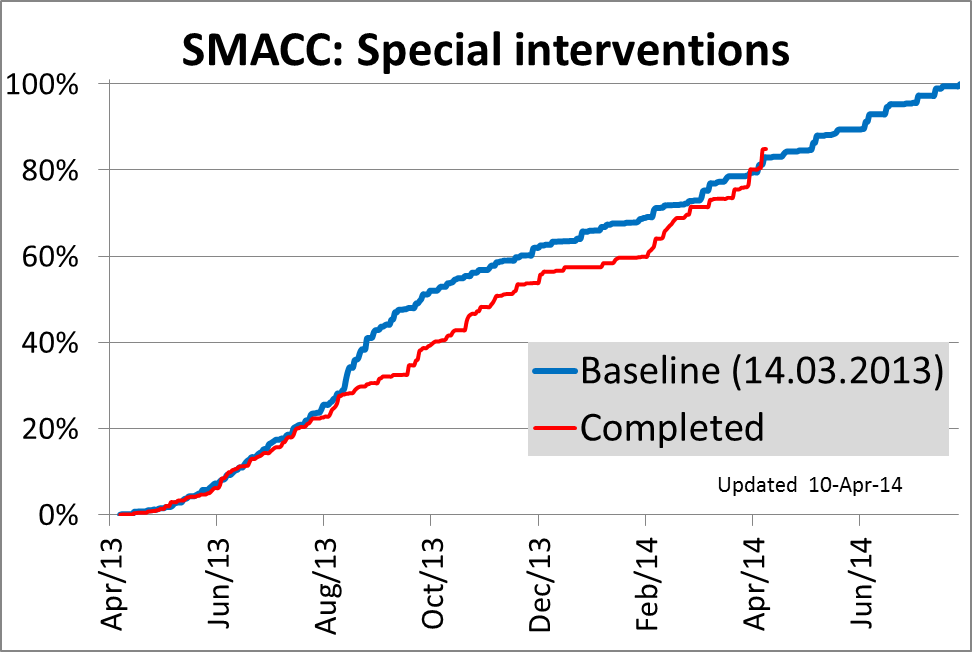 SMACC: Special interventions
100%
80%
60%
40%
20%
0%
Baseline (14.03.2013)
Completed
Updated 10-Apr-14
Apr/13
Jun/13
Aug/13
Oct/13
Dec/13
Feb/14
Apr/14
Jun/14